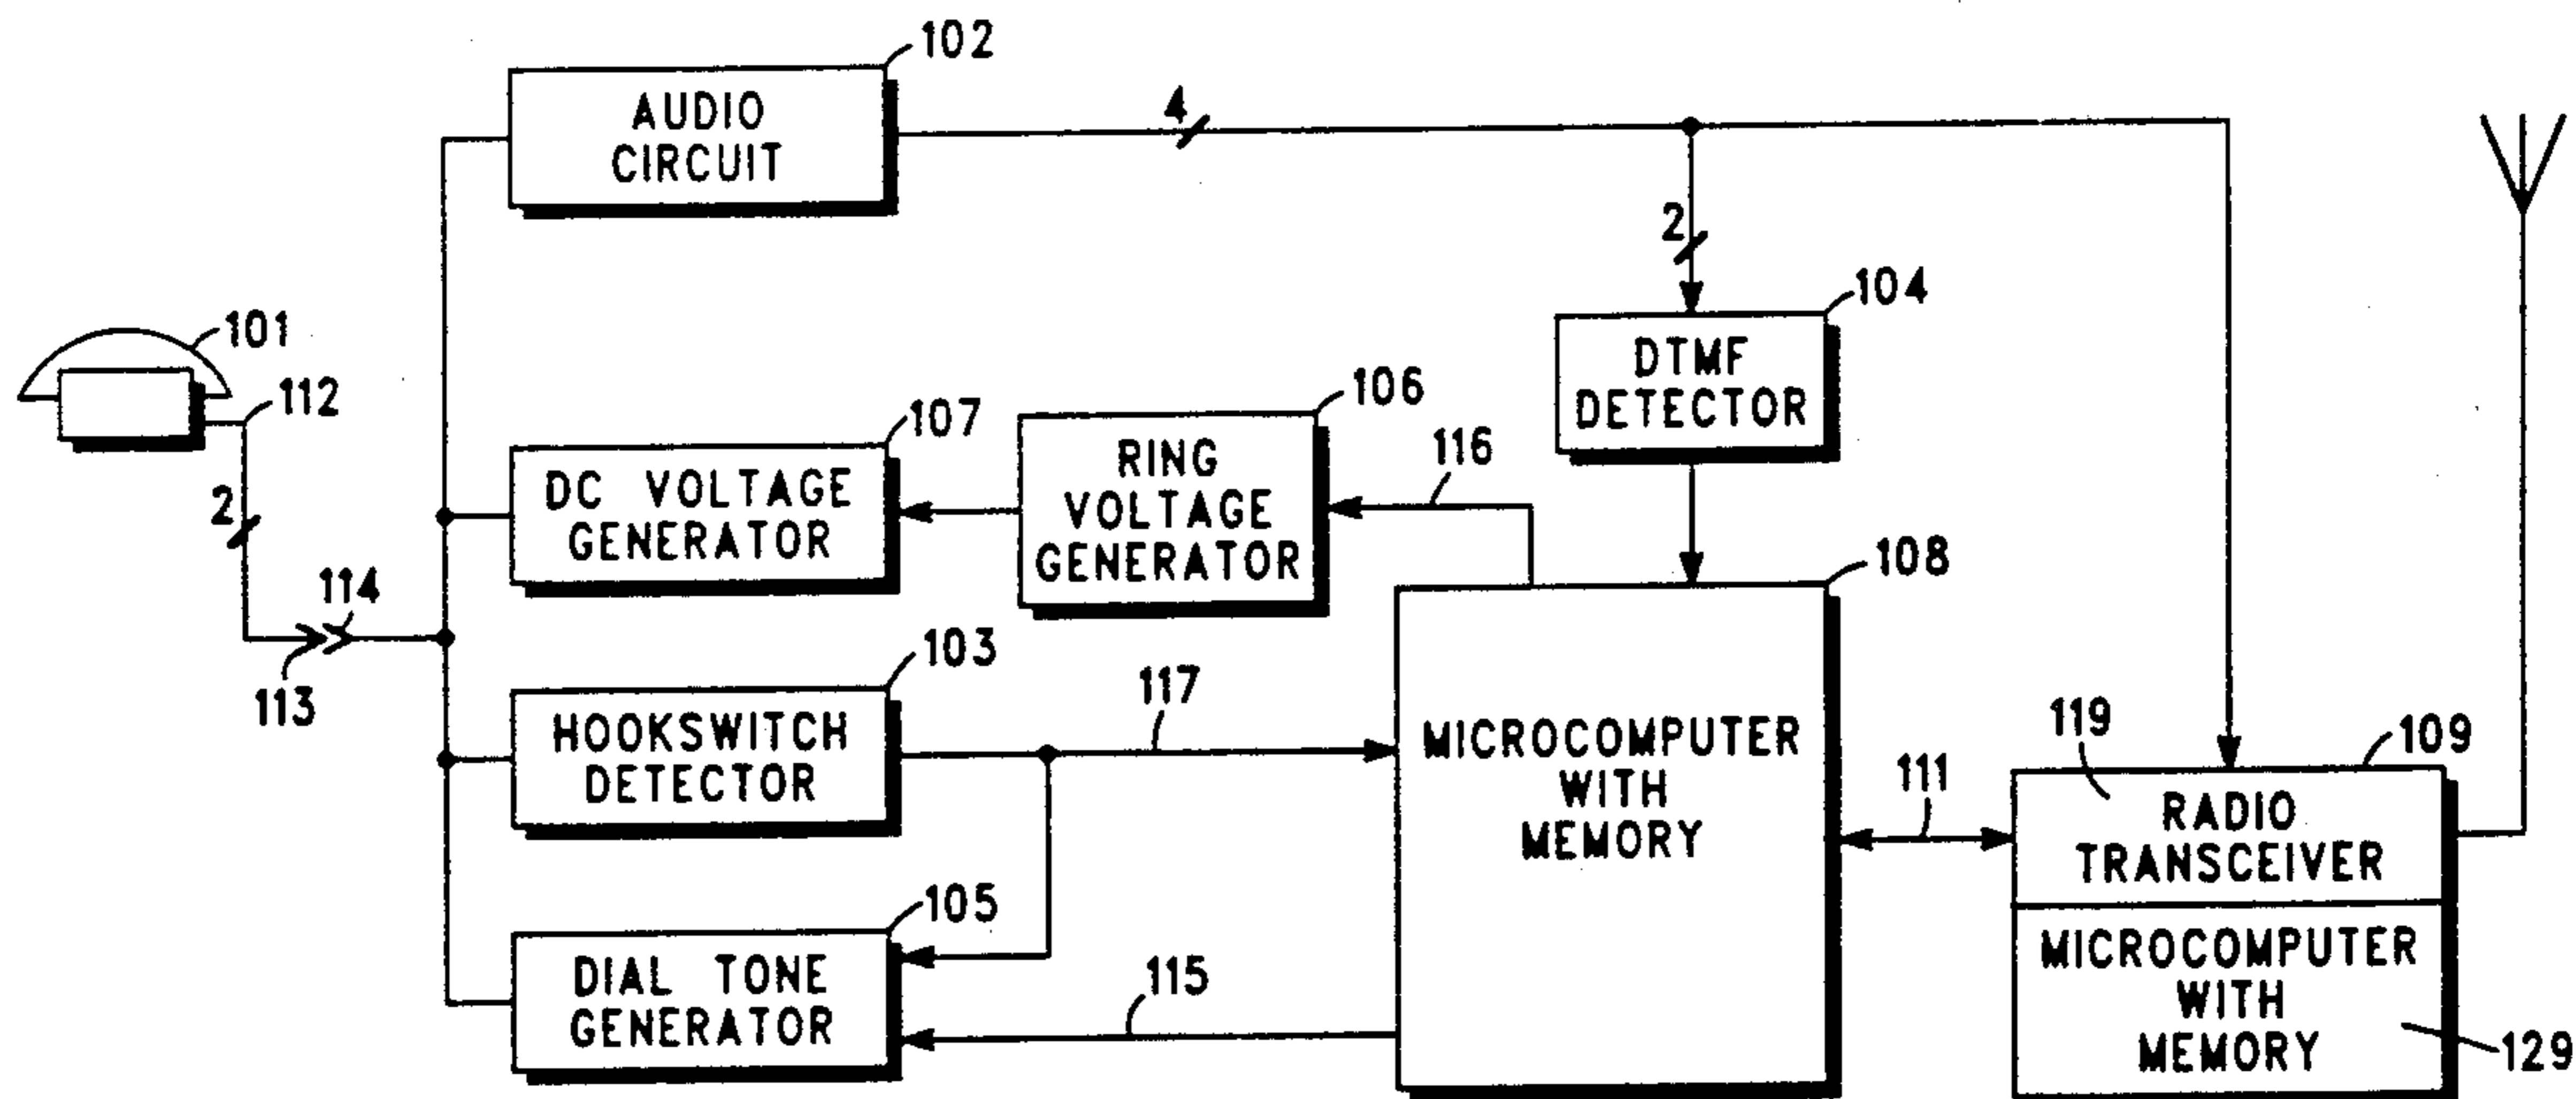 102
AUDIO
CIRCUIT
4
2
104
DTMF
DETECTOR
101
112
2
114
113
107
DC VOLTAGE
GENERATOR
106
RING
VOLTAGE
GENERATOR
116
108
MICROCOMPUTER
WITH
MEMORY
103
HOOKSWITCH
DETECTOR
117
105
DIAL TONE
GENERATOR
115
111
119
109
RADIO
TRANSCEIVER
MICROCOMPUTER
WITH
MEMORY
129